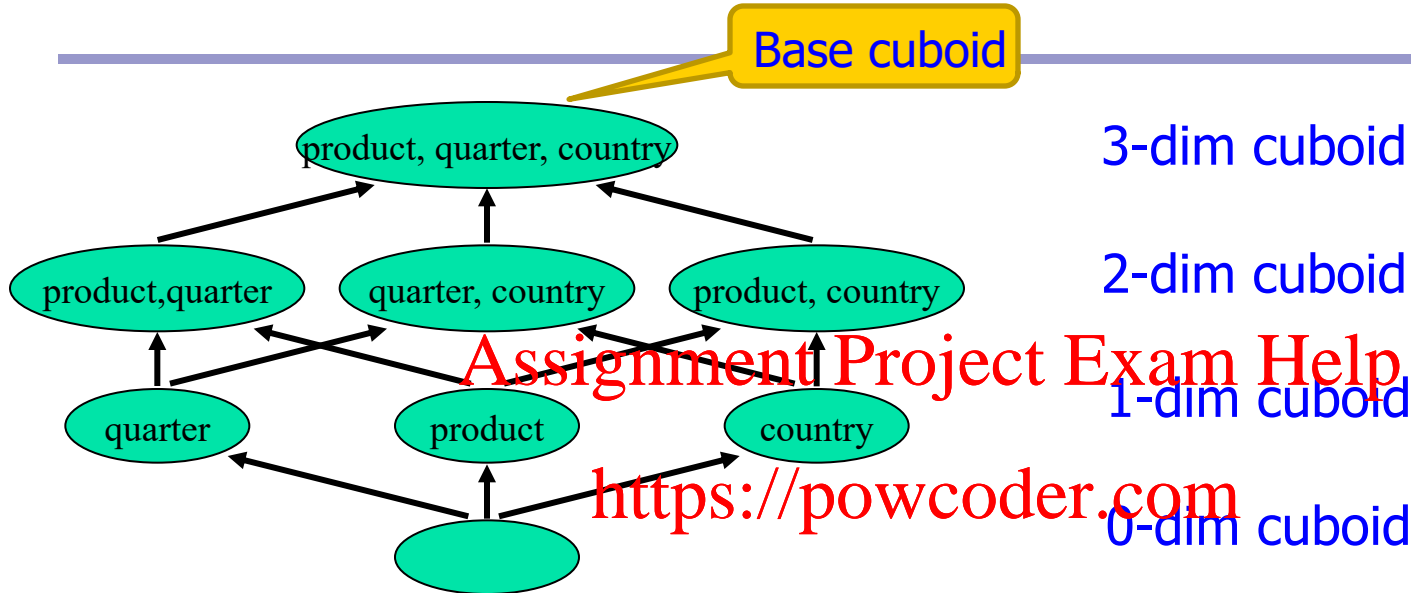 Base cuboid
product, quarter, country
3-dim cuboid
product,quarter
quarter, country
product, country
2-dim cuboid
Assignment Project Exam Help
quarter
product
country
1-dim cuboid
https://powcoder.com
0-dim cuboid